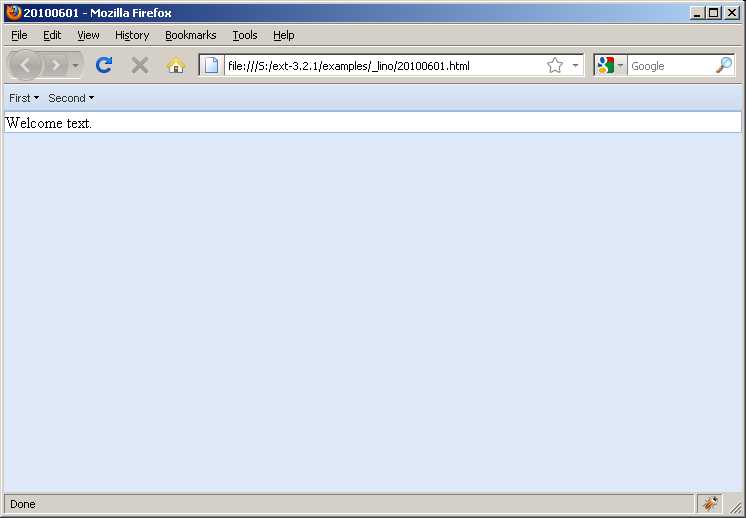 20100601 - Mozilla Firefox
File Edit View History Bookmarks Tools Help
file:///S:/ext-3.2.1/examples/_lino/20100601.html Google
First Second
Welcome text.
Done